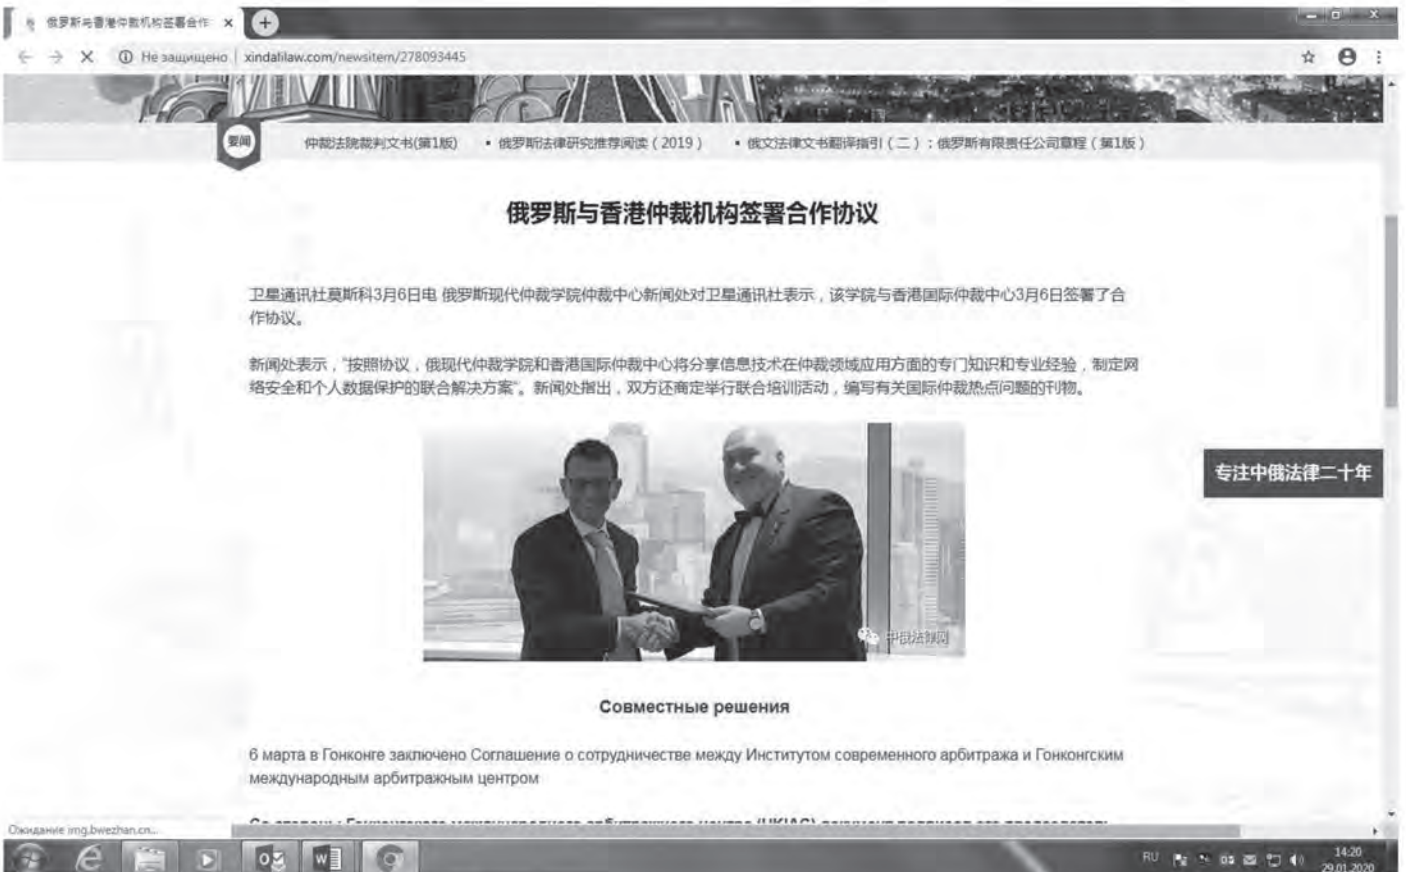 俄罗斯与香港仲裁机构签署合作
Не защищено | xindalilaw.com/newsitem/278093445
要闻
仲裁法院裁判文书(第1版) ▪ 俄罗斯法律研究推荐阅读（2019） ▪ 俄文法律文书翻译指引（二）：俄罗斯有限责任公司章程（第1版）
俄罗斯与香港仲裁机构签署合作协议
卫星通讯社莫斯科3月6日电 俄罗斯现代仲裁学院仲裁中心新闻处对卫星通讯社表示，该学院与香港国际仲裁中心3月6日签署了合
作协议。
新闻处表示，"按照协议，俄现代仲裁学院和香港国际仲裁中心将分享信息技术在仲裁领域应用方面的专门知识和专业经验，制定网
络安全和个人数据保护的联合解决方案"。新闻处指出，双方还商定举行联合培训活动，编写有关国际仲裁热点问题的刊物。
专注中俄法律二十年
中俄法律网
Совместные решения
6 марта в Гонконге заключено Соглашение о сотрудничестве между Институтом современного арбитража и Гонконгским
международным арбитражным центром
Ожидание img.bwezhan.cn...
RU
14:20
29.01.2020